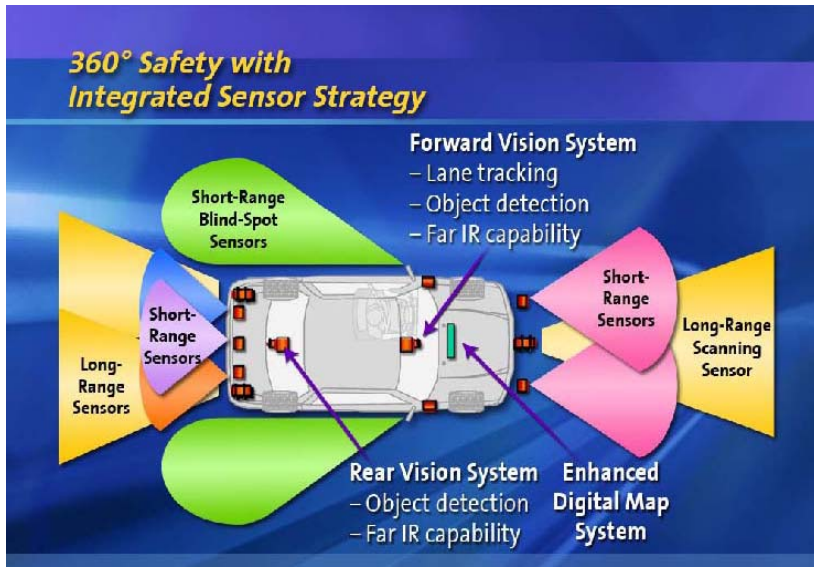 360° Safety with
Integrated Sensor Strategy
Forward Vision System
– Lane tracking
– Object detection
– Far IR capability
Short-Range
Blind-Spot
Sensors
Short-
Range
Sensors
Long-
Range
Sensors
Short-
Range
Sensors
Long-Range
Scanning
Sensor
Rear Vision System
– Object detection
– Far IR capability
Enhanced
Digital Map
System